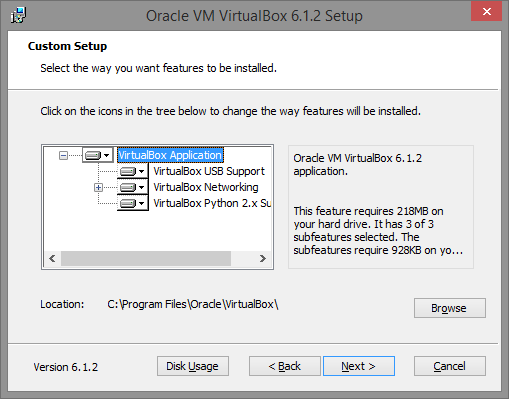 Oracle VM VirtualBox 6.1.2 Setup
Custom Setup
Select the way you want features to be installed.
Click on the icons in the tree below to change the way features will be installed.
VirtualBox Application
VirtualBox USB Support
VirtualBox Networking
VirtualBox Python 2.x Su
Oracle VM VirtualBox 6.1.2
application.
This feature requires 218MB on
your hard drive. It has 3 of 3
subfeatures selected. The
subfeatures require 928KB on yo...
Location: C:\Program Files\Oracle\VirtualBox\
Browse
Version 6.1.2 Disk Usage < Back Next > Cancel